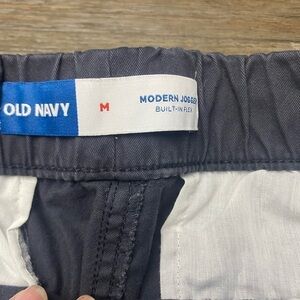 OLD NAVY
M
MODERN JOGGER
BUILT-IN FLEX